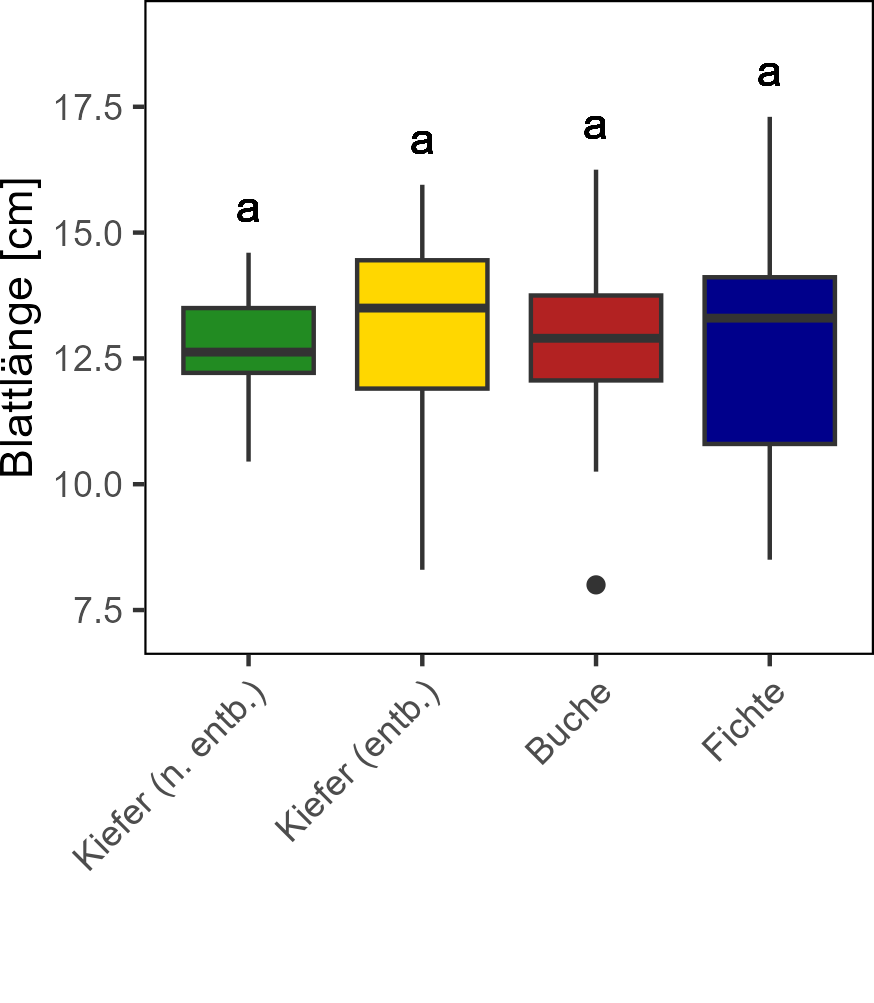 Blattlänge [cm]
17.5
15.0
12.5
10.0
7.5
a
a
a
a
Kiefer (n. entb.)
Kiefer (entb.)
Buche
Fichte